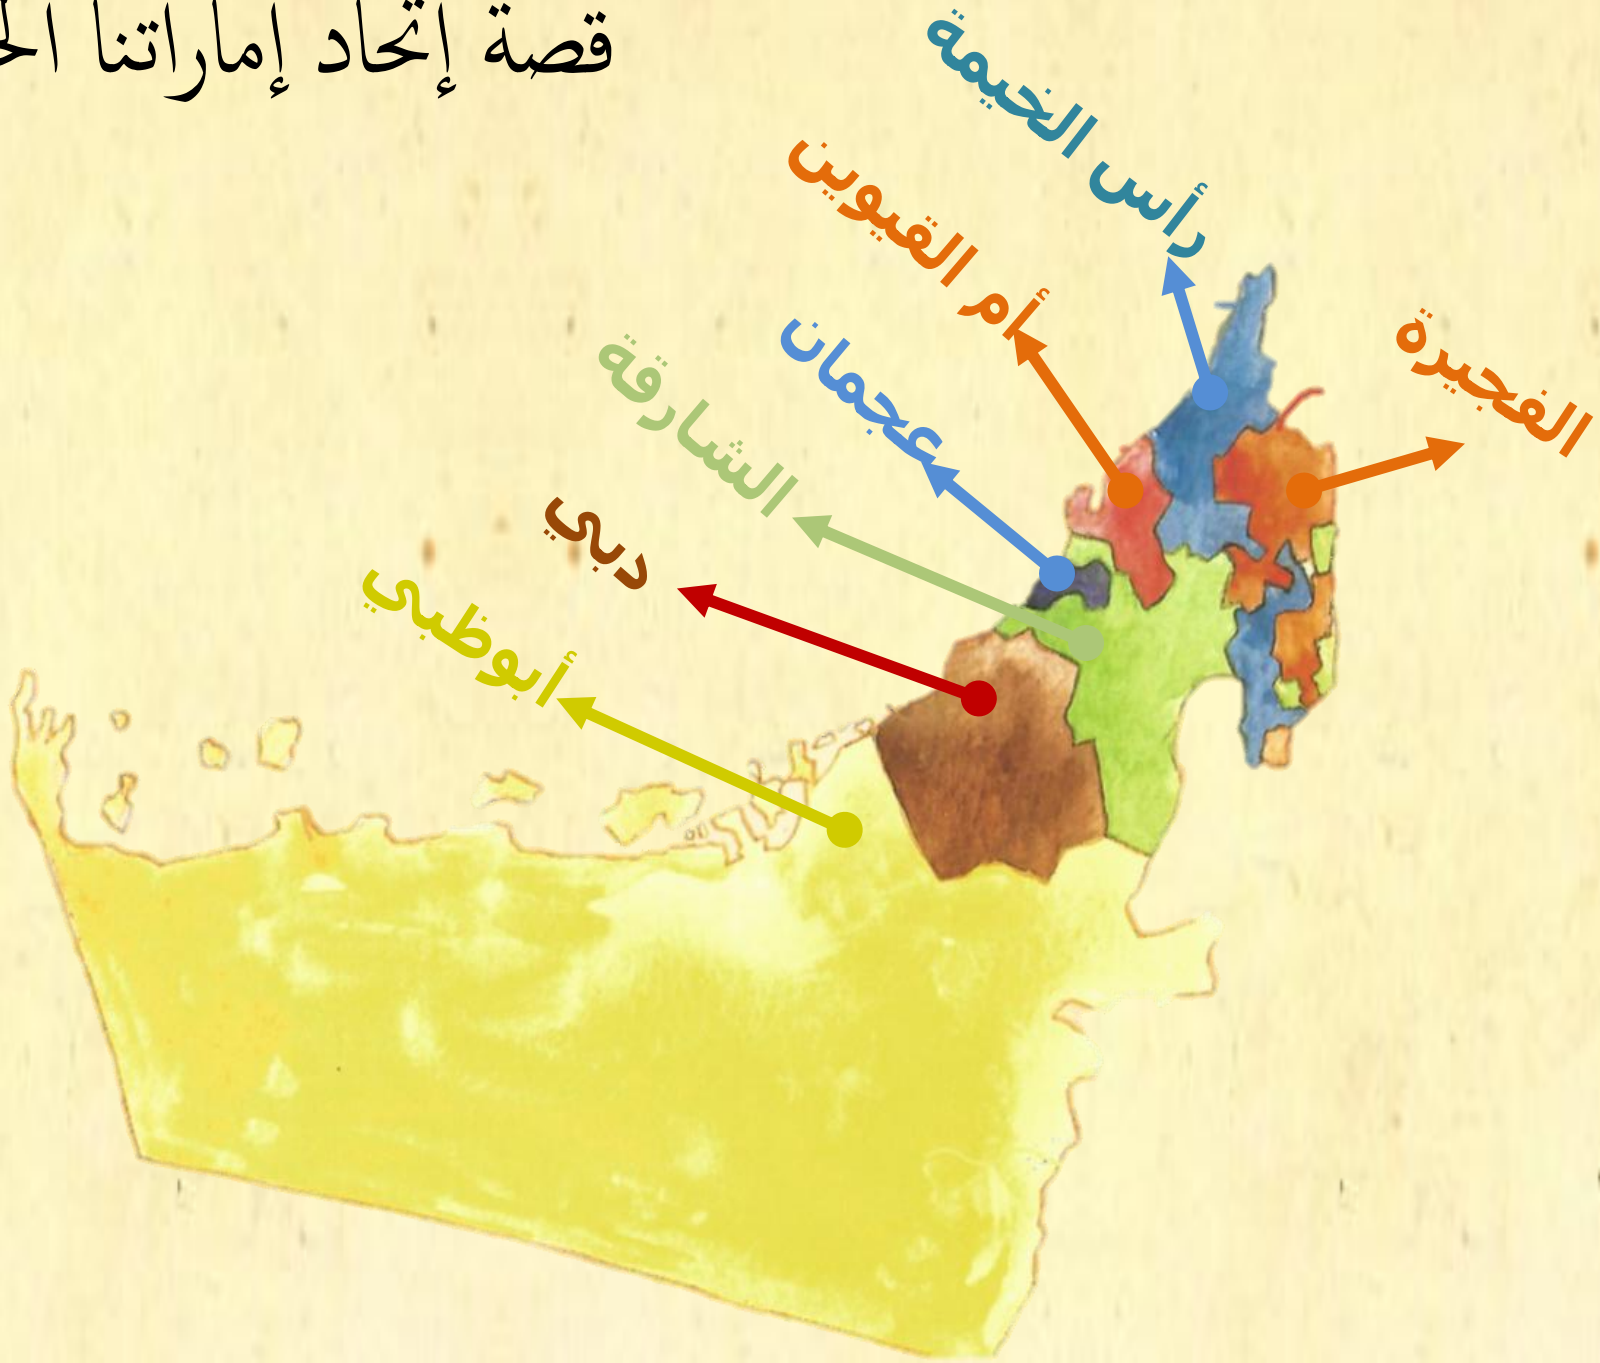 قصة إتحاد إماراتنا
رأس الخيمة
أم القيوين
الفجيرة
عجمان
الشارقة
دبي
أبوظبي